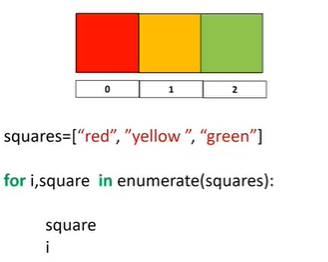 0 1 2
squares=[“red”, ”yellow ”, “green”]
for i,square in enumerate(squares):
square
i